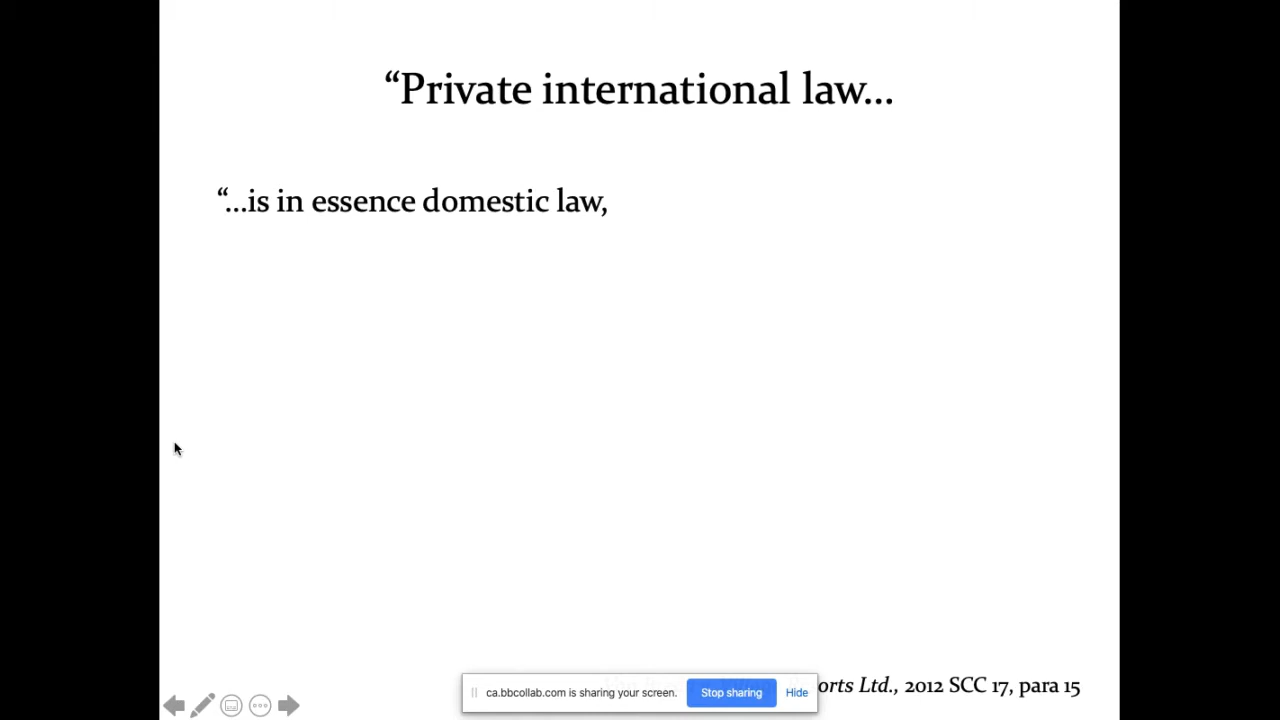 “Private international law...
“...is in essence domestic law,
orts Ltd., 2012 SCC 17, para 15
ca.bbcollab.com is sharing your screen. Stop sharing Hide